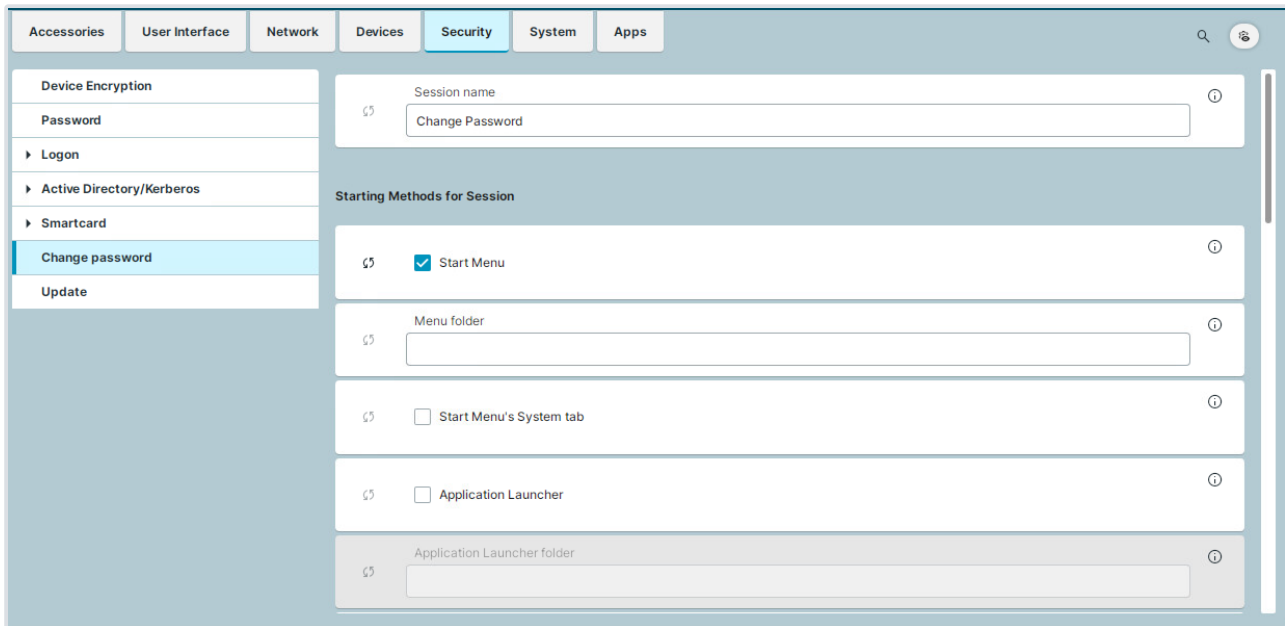 Accessories User Interface Network Devices Security System Apps
Device Encryption
Password
Logon
Active Directory/Kerberos
Smartcard
Change password
Update
Session name
Change Password
Starting Methods for Session
Start Menu
Menu folder
Start Menu's System tab
Application Launcher
Application Launcher folder